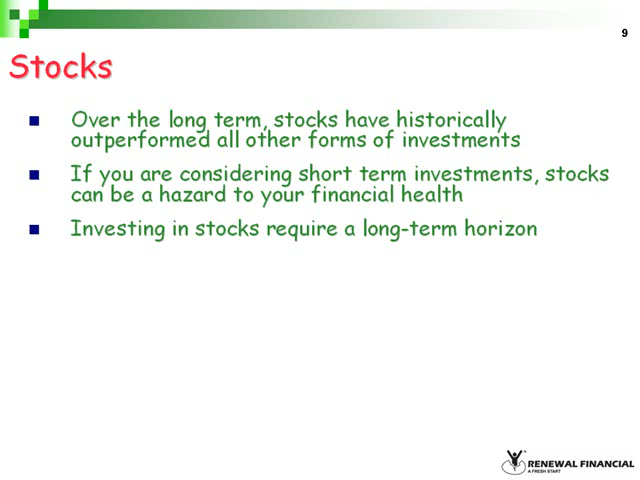 9
Stocks
Over the long term, stocks have historically
outperformed all other forms of investments
If you are considering short term investments, stocks
can be a hazard to your financial health
Investing in stocks require a long-term horizon
RENEWAL FINANCIAL
A FRESH START